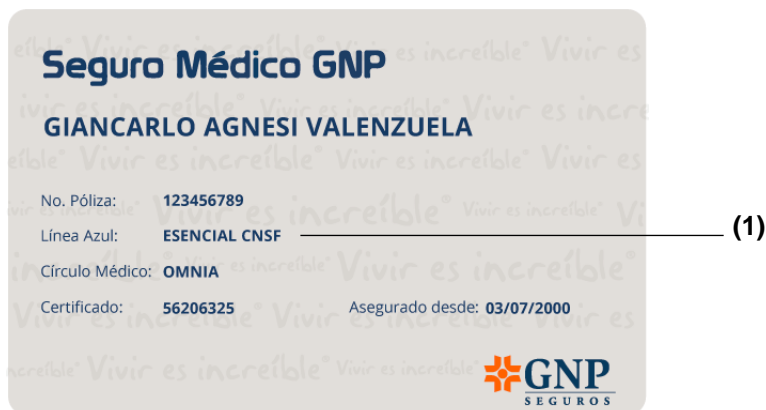 Seguro Médico GNP
GIANCARLO AGNESI VALENZUELA
No. Póliza: 123456789
Línea Azul: ESENCIAL CNSF (1)
Círculo Médico: OMNIA
Certificado: 56206325 Asegurado desde: 03/07/2000
GNP
SEGUROS